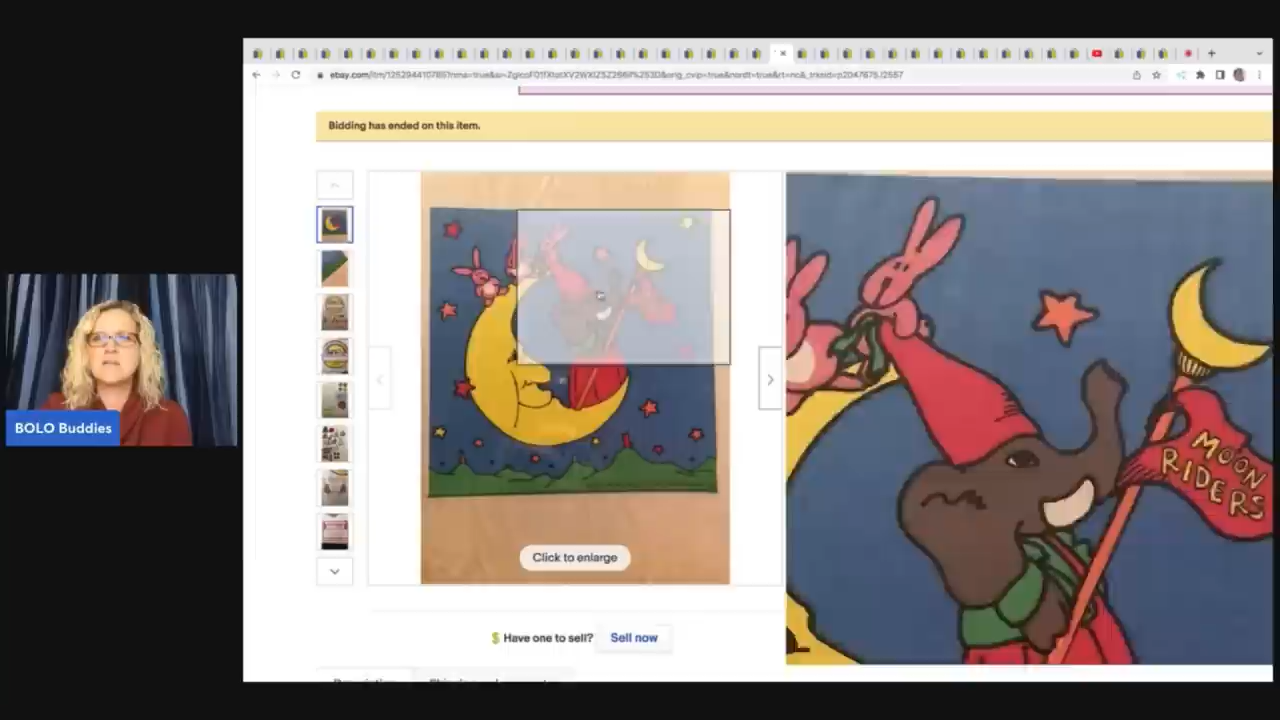 Bidding has ended on this item.
MOON
RIDERS
Click to enlarge
Have one to sell? Sell now
BOLO Buddies